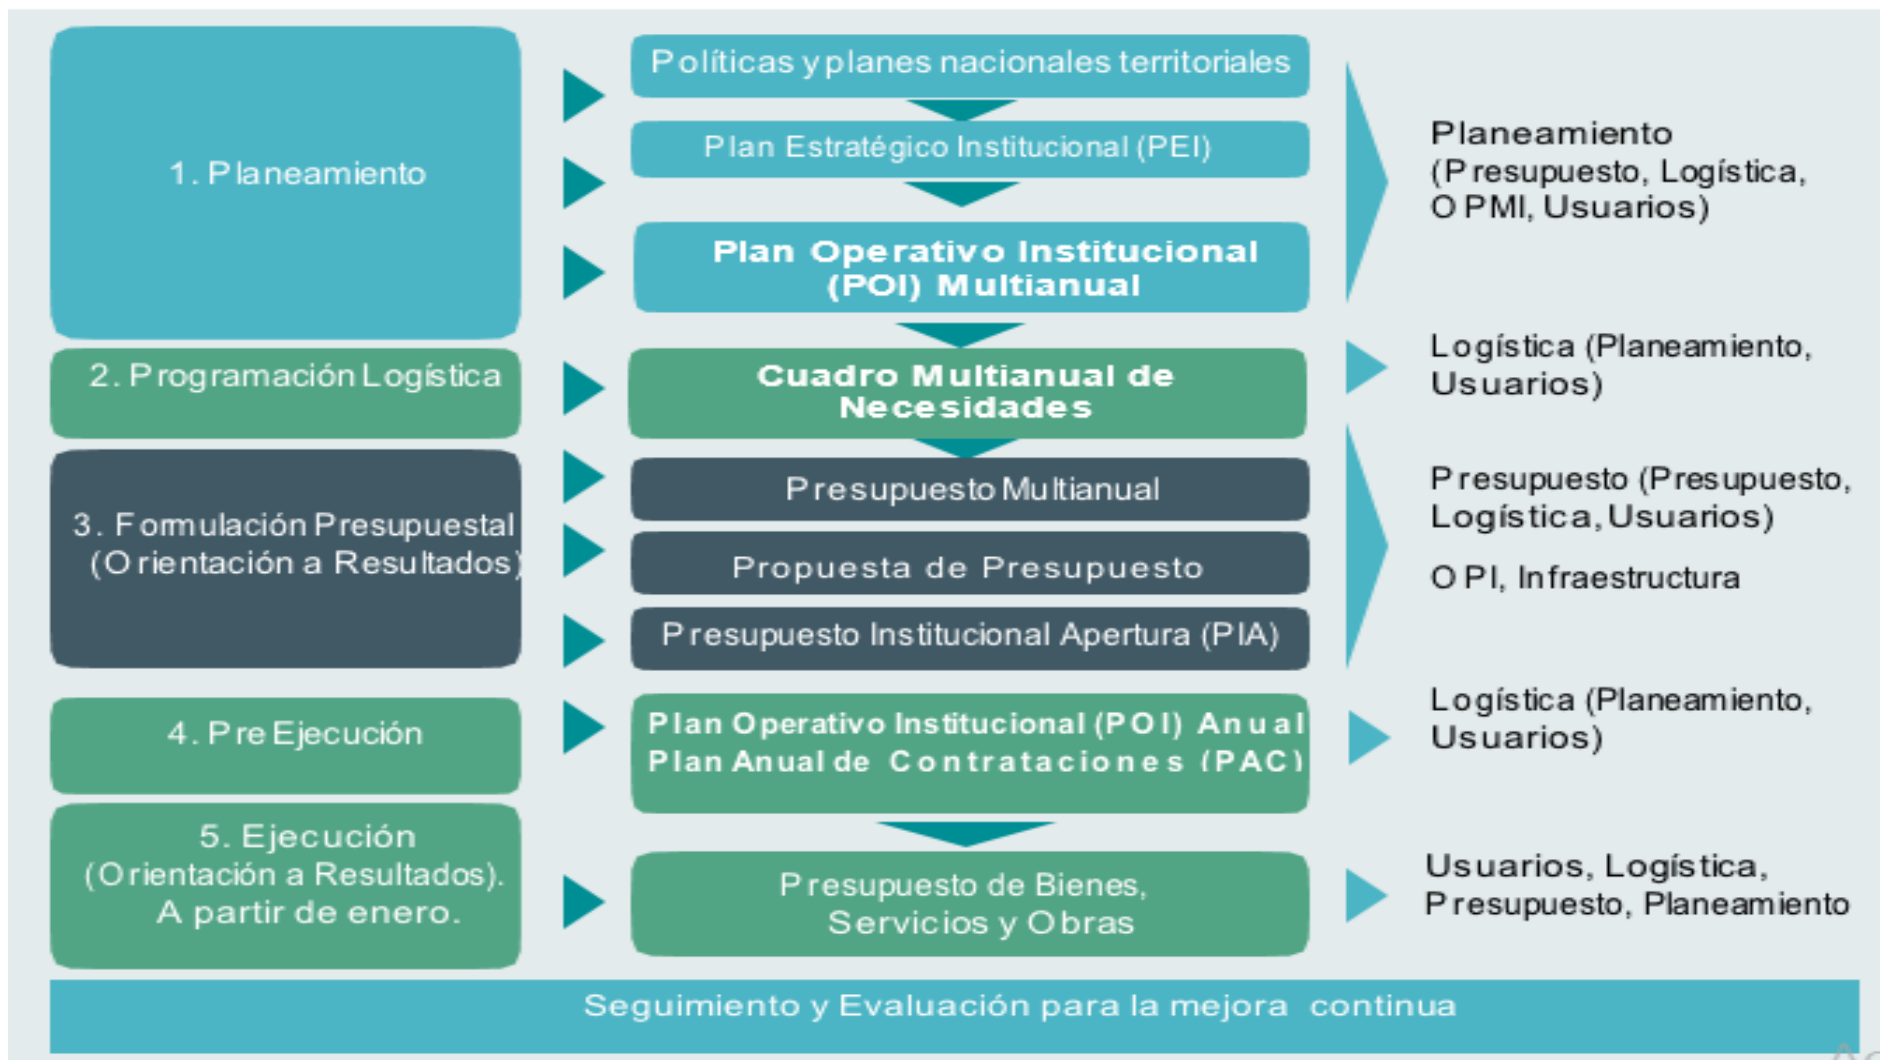 1. Planeamiento
Políticas y planes nacionales territoriales
Plan Estratégico Institucional (PEI)
Plan Operativo Institucional
(POI) Multianual
Planeamiento
(Presupuesto, Logística,
OPMI, Usuarios)
2. Programación Logística
Cuadro Multianual de
Necesidades
Logística (Planeamiento,
Usuarios)
3. Formulación Presupuestal
(Orientación a Resultados)
Presupuesto Multianual
Propuesta de Presupuesto
Presupuesto Institucional Apertura (PIA)
Presupuesto (Presupuesto,
Logística, Usuarios)
OPI, Infraestructura
4. Pre Ejecución
Plan Operativo Institucional (POI) Anual
Plan Anual de Contrataciones (PAC)
Logística (Planeamiento,
Usuarios)
5. Ejecución
(Orientación a Resultados).
A partir de enero.
Presupuesto de Bienes,
Servicios y Obras
Usuarios, Logística,
Presupuesto, Planeamiento
Seguimiento y Evaluación para la mejora continua